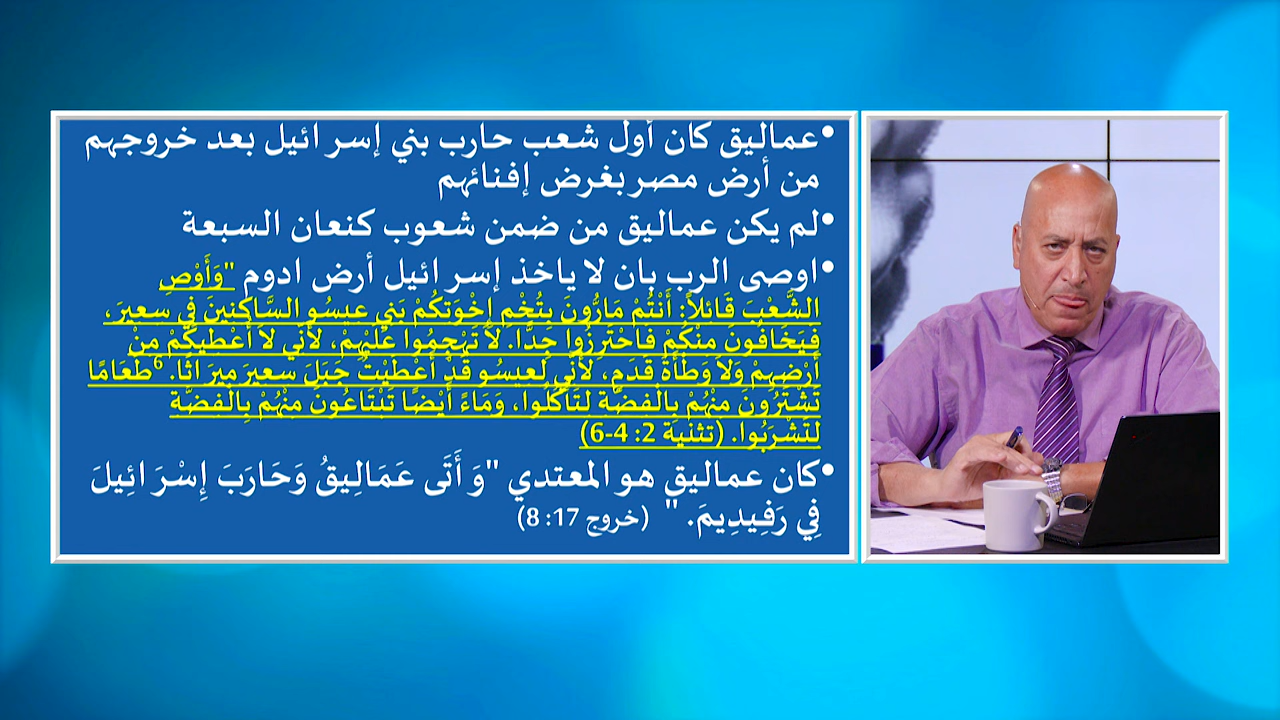 •عماليق كان أول شعب حارب بني إسرائيل بعد خروجهم
من أرض مصر بغرض إفنائهم
•لم يكن عماليق من ضمن شعوب كنعان السبعة
•اوصى الرب بان لا ياخذ إسرائيل أرض ادوم "وَأَوْصِ
الشَّعْبَ قَائِلاً: أَنْتُمْ مَارُّونَ بِتُخْمِ إِخْوَتِكُمْ بَنِي عِيسُو السَّاكِنِينَ فِي سِعِيرَ،
فَيَخَافُونَ مِنْكُمْ فَاحْتَرِزُوا جِدًّا. لاَ تَهْجِمُوا عَلَيْهِمْ، لأَنِّي لاَ أُعْطِيكُمْ مِنْ
أَرْضِهِمْ وَلاَ وَطْأَةَ قَدَمٍ، لأَنِّي لِعِيسُو قَدْ أَعْطَيْتُ جَبَلَ سِعِيرَ مِيرَاثًا. 6طَعَامًا
تَشْتَرُونَ مِنْهُمْ بِالْفِضَّةِ لِتَأْكُلُوا، وَمَاءً أَيْضًا تَبْتَاعُونَ مِنْهُمْ بِالْفِضَّةِ
لِتَشْرَبُوا. (تثنية 2: 4-6)
•كان عماليق هو المعتدي "وَأَتَى عَمَالِيقُ وَحَارَبَ إِسْرَائِيلَ
فِي رَفِيدِيمَ. " (خروج 17: 8)